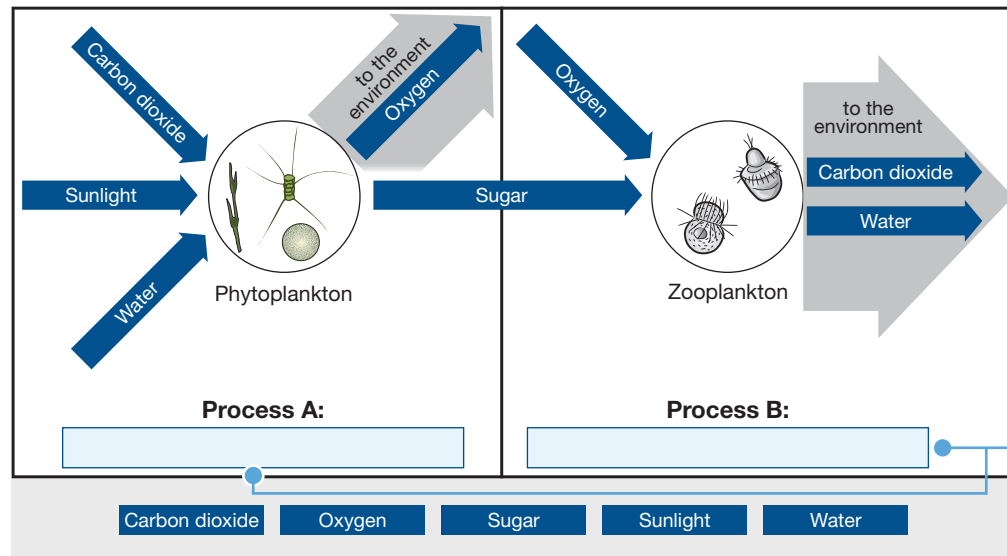 Carbon dioxide
to the
environment
Oxygen
Sunlight
Water
Phytoplankton
Sugar
Oxygen
to the
environment
Carbon dioxide
Water
Zooplankton
Process A:
Process B:
Carbon dioxide
Oxygen
Sugar
Sunlight
Water